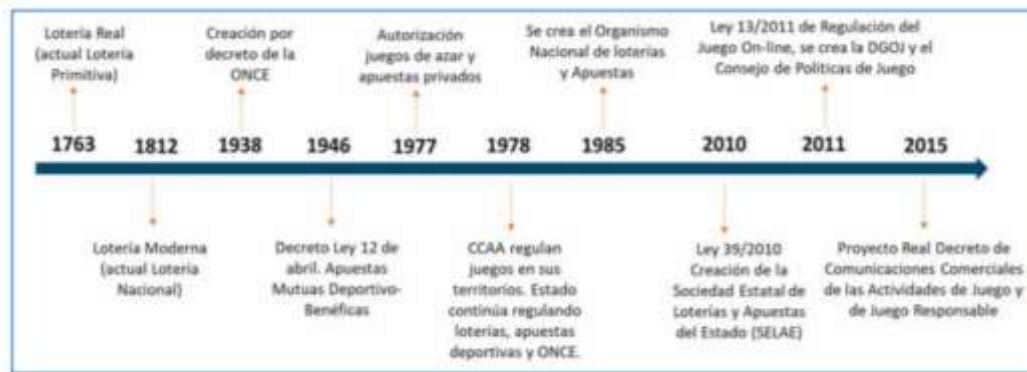 Lotería Real
(actual Lotería
Primitiva)
Creación por
decreto de la
ONCE
Autorización
juegos de azar y
apuestas privados
Se crea el Organismo
Nacional de loterías
y Apuestas
Ley 13/2011 de Regulación del
Juego On-line, se crea la DGOJ y el
Consejo de Políticas de Juego
1763 1812 1938 1946 1977 1978 1985 2010 2011 2015
Lotería Moderna
(actual Lotería
Nacional)
Decreto Ley 12 de
abril. Apuestas
Mutuas Deportivo-
Benéficas
CCAA regulan
juegos en sus
territorios. Estado
continúa regulando
loterías, apuestas
deportivas y ONCE.
Ley 39/2010
Creación de la
Sociedad Estatal de
Loterías y Apuestas
del Estado (SELAE)
Proyecto Real Decreto de
Comunicaciones Comerciales
de las Actividades de Juego y
de Juego Responsable